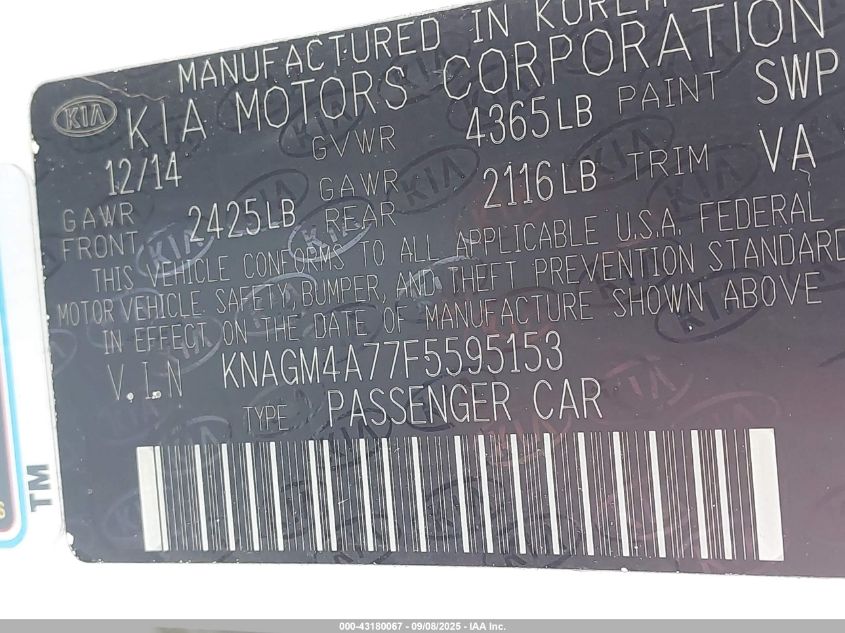 MANUFACTURED IN KOREA
KIA KIA MOTORS CORPORATION
12/14 GVWR 4365LB PAINT SWP
GAWR FRONT 2425LB GAWR REAR 2116LB TRIM VA
THIS VEHICLE CONFORMS TO ALL APPLICABLE U.S.A. FEDERAL
MOTOR VEHICLE SAFETY BUMPER, AND THEFT PREVENTION STANDARD
IN EFFECT ON THE DATE OF MANUFACTURE SHOWN ABOVE
V.I.N KNAGM4A77F5595153
TYPE PASSENGER CAR
TM
S
000-43180067 - 09/08/2025 - IAA Inc.